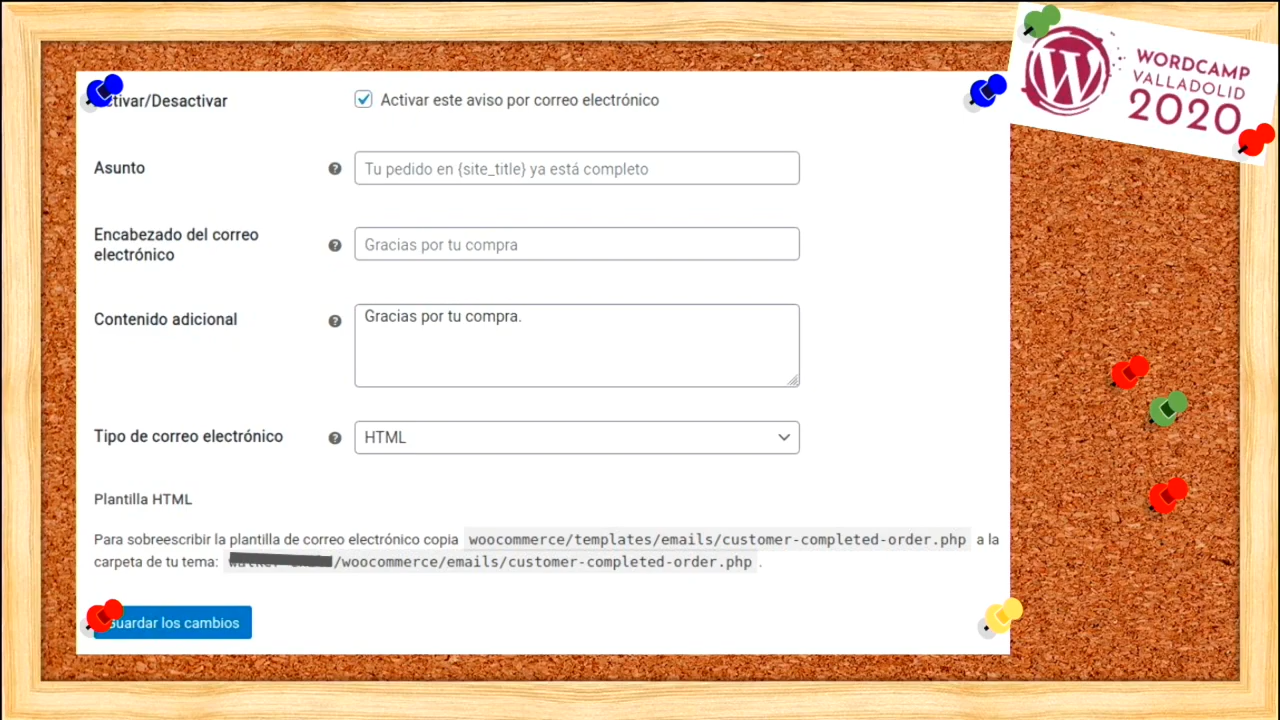 WORDCAMP
VALLADOLID
2020
ctivar/Desactivar
Activar este aviso por correo electrónico
Asunto
Tu pedido en {site_title} ya está completo
Encabezado del correo
electrónico
Gracias por tu compra
Contenido adicional
Gracias por tu compra.
Tipo de correo electrónico
HTML
Plantilla HTML
Para sobreescribir la plantilla de correo electrónico copia woocommerce/templates/emails/customer-completed-order.php a la
carpeta de tu tema: /woocommerce/emails/customer-completed-order.php .
Guardar los cambios